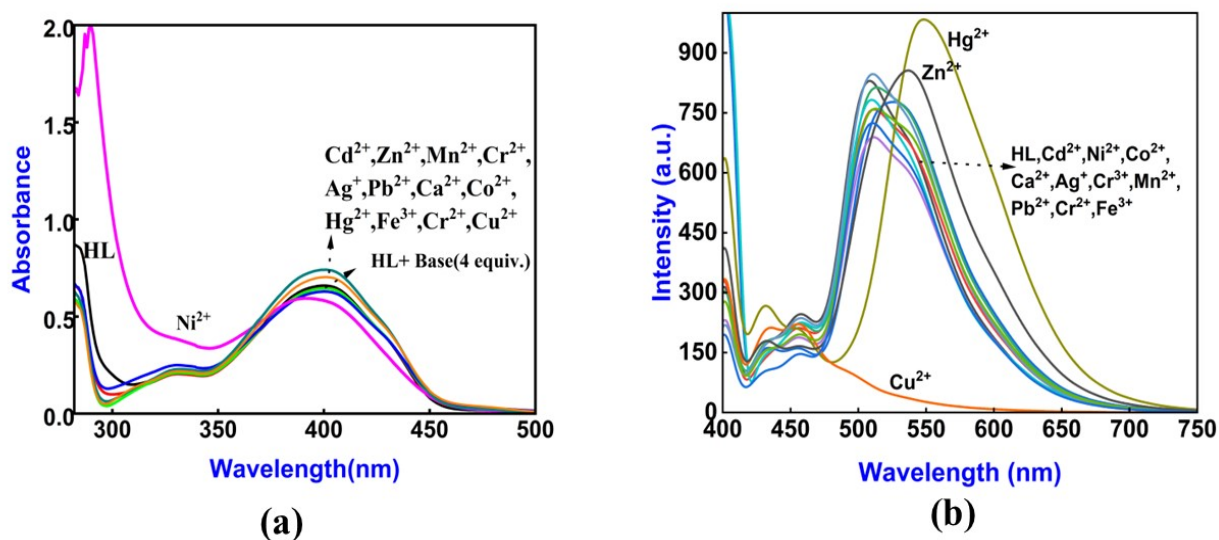 Absorbance
2.0
1.5
1.0
0.5
0.0
HL
Ni²⁺
Cd²⁺,Zn²⁺,Mn²⁺,Cr²⁺,
Ag⁺,Pb²⁺,Ca²⁺,Co²⁺,
Hg²⁺,Fe³⁺,Cr²⁺,Cu²⁺
HL+ Base(4 equiv.)
300 350 400 450 500
Wavelength(nm)
(a)
Intensity (a.u.)
900
750
600
450
300
150
0
Hg²⁺
Zn²⁺
HL,Cd²⁺,Ni²⁺,Co²⁺,
Ca²⁺,Ag⁺,Cr³⁺,Mn²⁺,
Pb²⁺,Cr²⁺,Fe³⁺
Cu²⁺
400 450 500 550 600 650 700 750
Wavelength (nm)
(b)